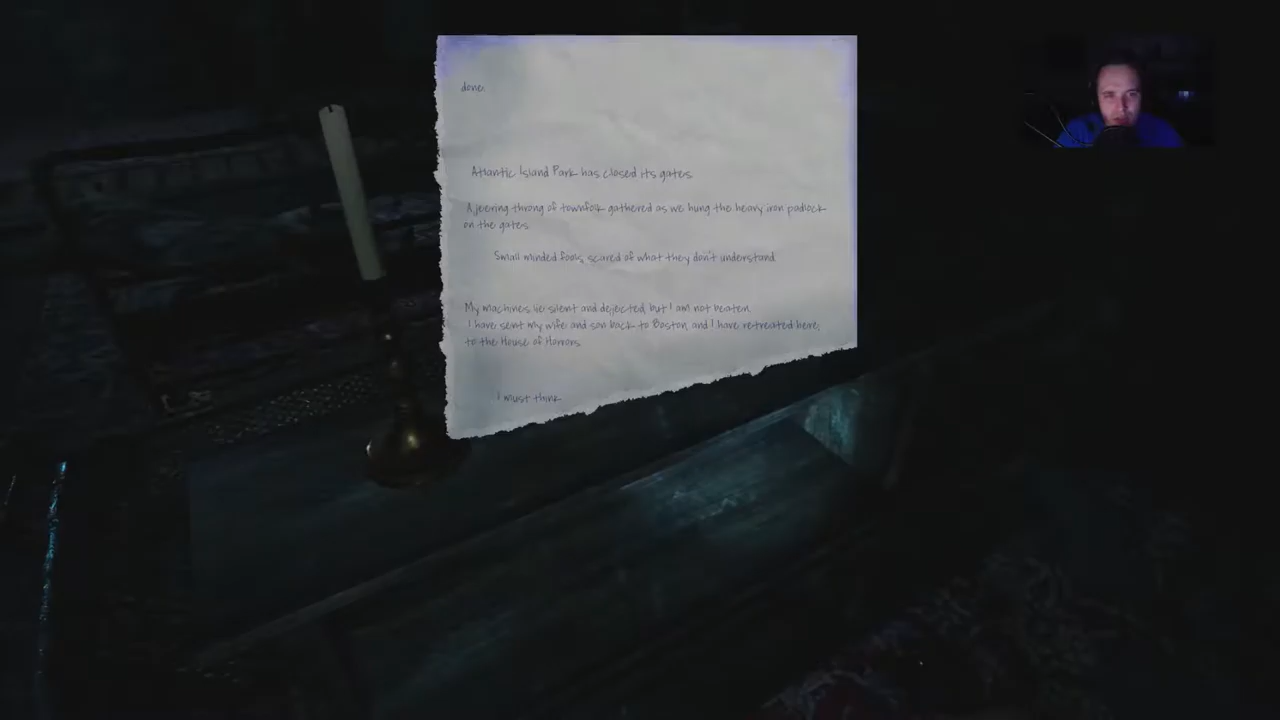 done.
Atlantic Island Park has closed its gates.
A jeering throng of townfolk gathered as we hung the heavy iron padlock
on the gates.
Small minded fools, scared of what they don't understand.
My machines lie silent and dejected, but I am not beaten.
I have sent my wife and son back to Boston, and I have retreated here,
to the House of Horrors.
I must think